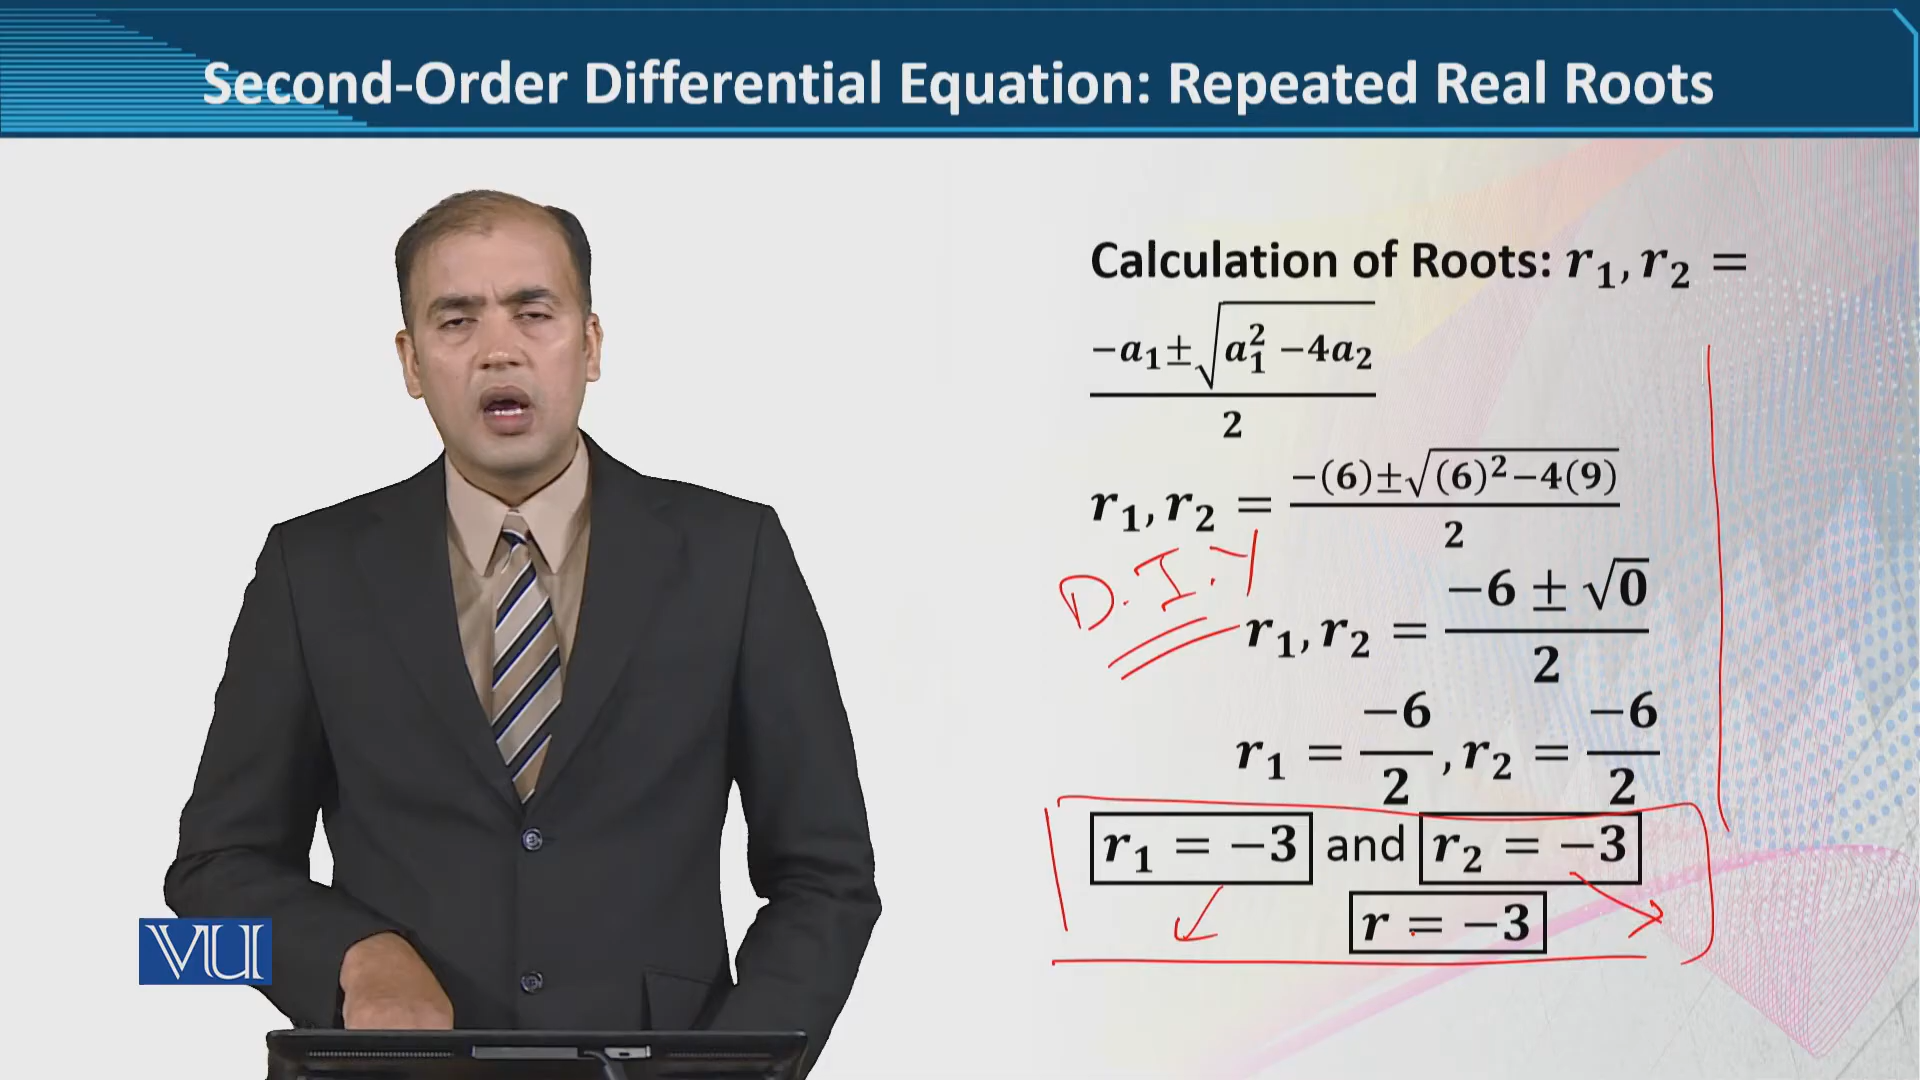 Second-Order Differential Equation: Repeated Real Roots
Calculation of Roots: r₁, r₂ =
−a₁ ± √(a₁² − 4a₂)
2
r₁, r₂ = −(6)±√((6)²−4(9))
2
D.I.Y
r₁, r₂ = −6 ± √0
2
r₁ = −6/2, r₂ = −6/2
r₁ = −3 and r₂ = −3
r = −3
VU